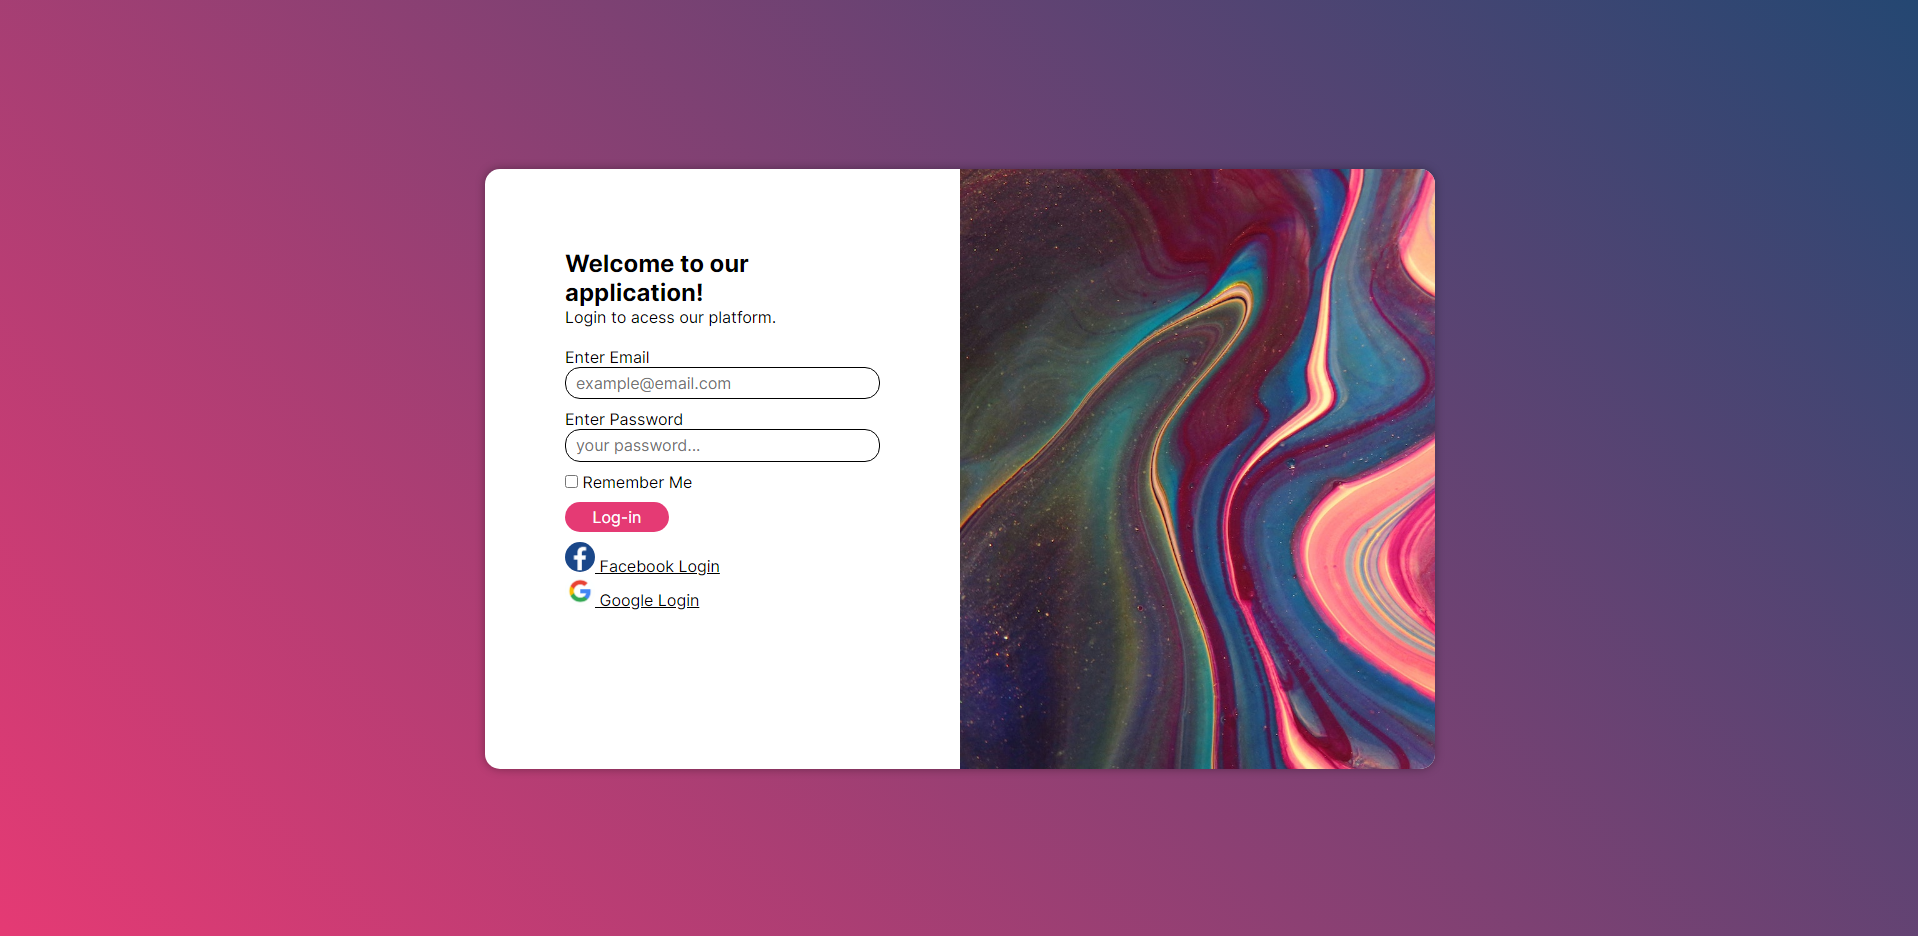 Welcome to our
application!
Login to acess our platform.
Enter Email
example@email.com
Enter Password
your password...
Remember Me
Log-in
Facebook Login
Google Login